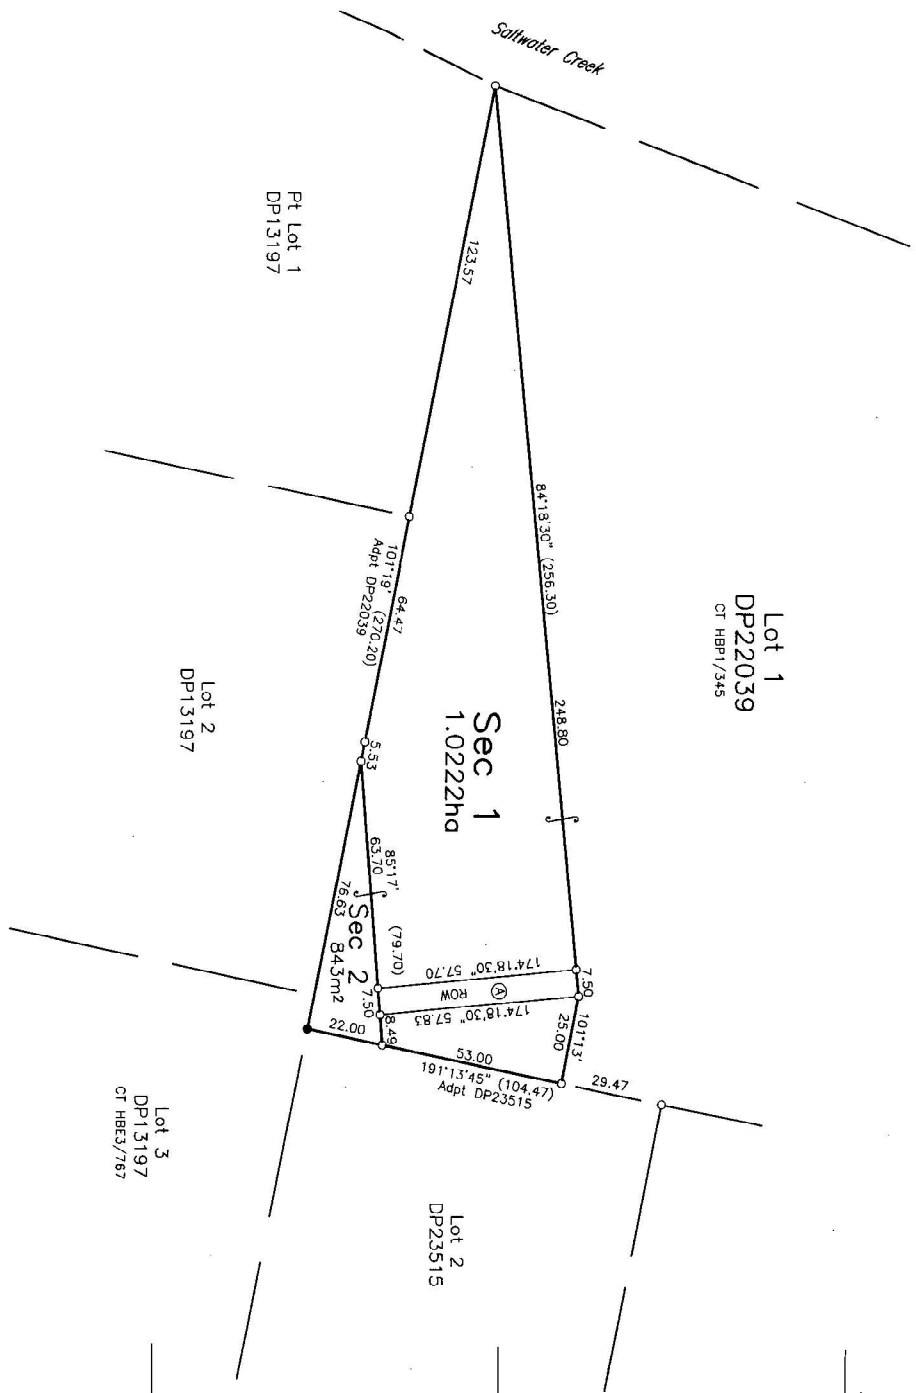 Saltwater Creek
Pt Lot 1
DP13197
123.57
84°18'30" (256.30)
248.80
Lot 1
DP22039
CT HBP1/345
64.47
101°19' (270.20)
Adpt DP22039
Lot 2
DP13197
Sec 1
1.0222ha
5.53
85°17' (79.70)
63.70
76.63
Sec 2
843m2
174°18'30" 57.70
A
ROW
174°18'30" 57.83
7.50
7.50
8.49
101°13'
25.00
22.00
53.00
191°13'45" (104.47)
Adpt DP23515
29.47
Lot 3
DP13197
CT HBE3/767
Lot 2
DP23515